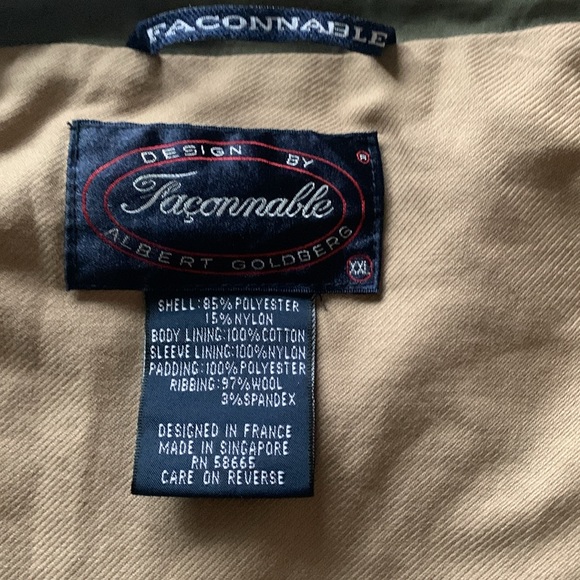 FACONNABLE
DESIGN BY
®
Façonnable
ALBERT GOLDBERG
XXL
SHELL:85%POLYESTER
15%NYLON
BODY LINING:100%COTTON
SLEEVE LINING:100%NYLON
PADDING:100%POLYESTER
RIBBING:97%WOOL
3%SPANDEX
DESIGNED IN FRANCE
MADE IN SINGAPORE
RN 58665
CARE ON REVERSE